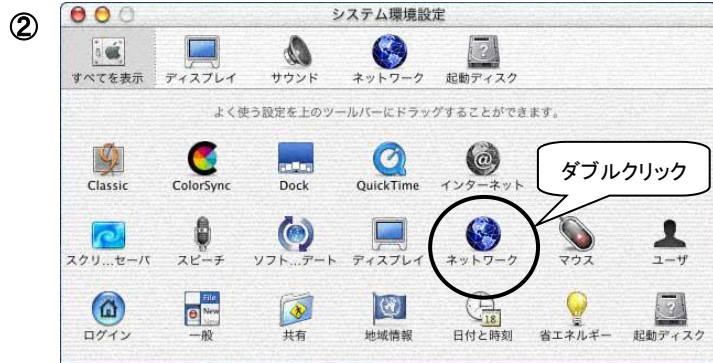 ②
システム環境設定
すべてを表示 ディスプレイ サウンド ネットワーク 起動ディスク
よく使う設定を上のツールバーにドラッグすることができます。
ダブルクリック
Classic ColorSync Dock QuickTime インターネット
スクリ...セーバ スピーチ ソフト...デート ディスプレイ ネットワーク マウス ユーザ
File
New
18
ログイン 一般 共有 地域情報 日付と時刻 省エネルギー 起動ディスク